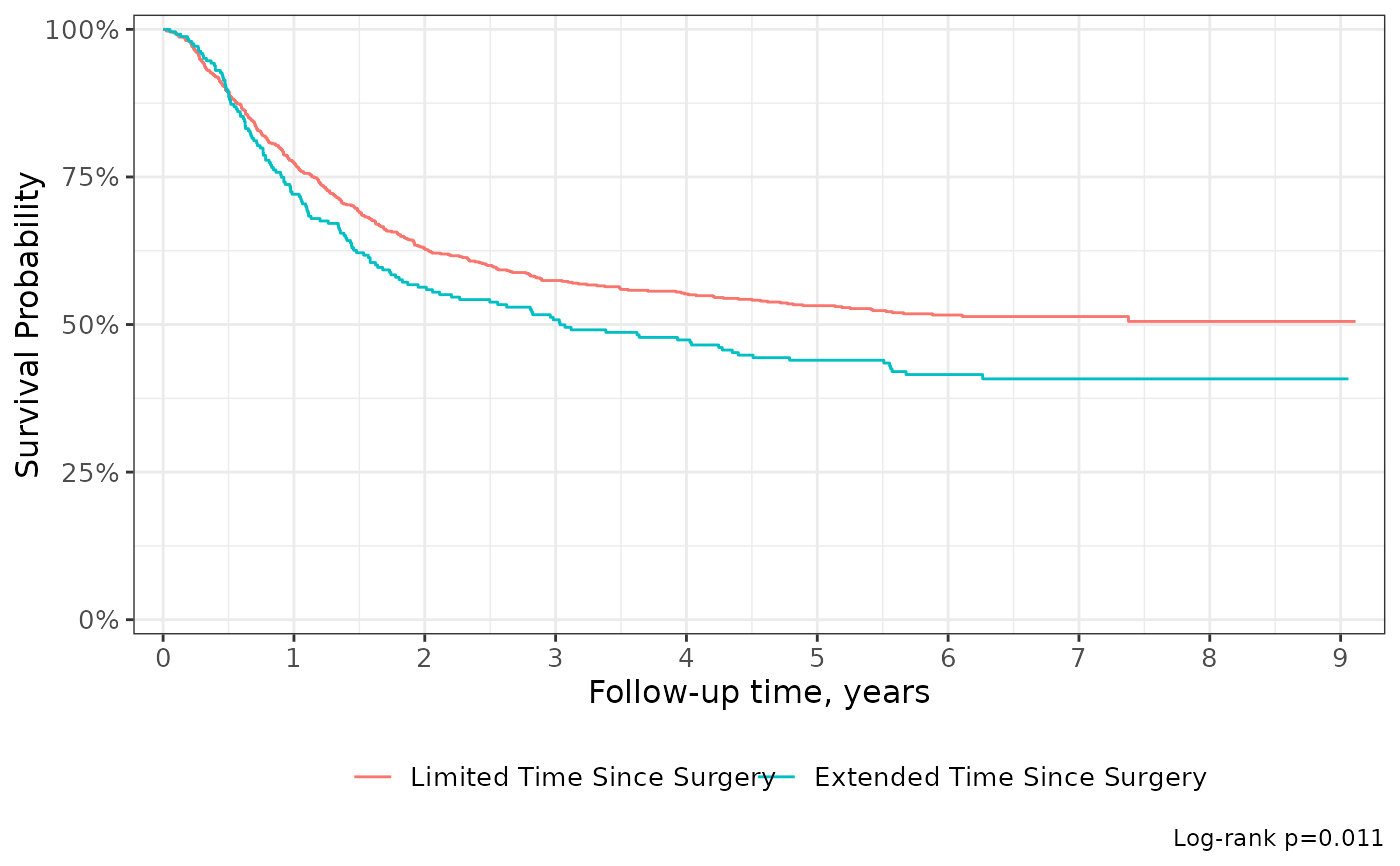 Survival Probability
100%
75%
50%
25%
0%
0 1 2 3 4 5 6 7 8 9
Follow-up time, years
Limited Time Since Surgery Extended Time Since Surgery
Log-rank p=0.011